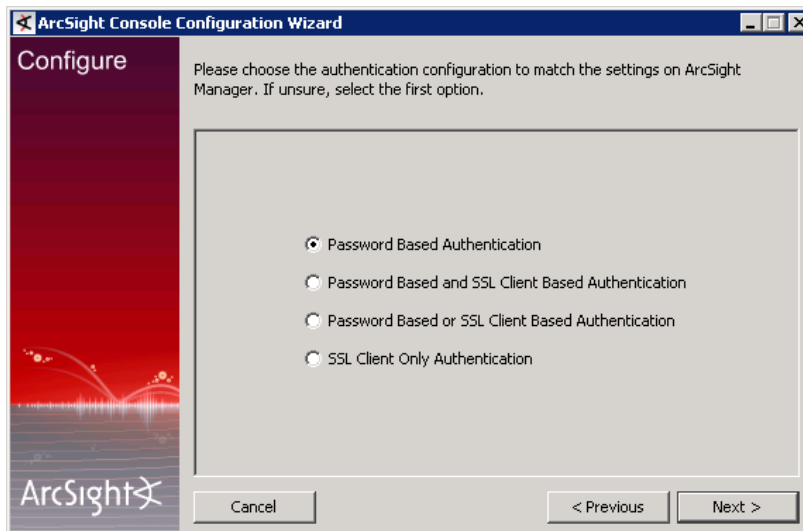 ArcSight Console Configuration Wizard
Configure
Please choose the authentication configuration to match the settings on ArcSight
Manager. If unsure, select the first option.
Password Based Authentication
Password Based and SSL Client Based Authentication
Password Based or SSL Client Based Authentication
SSL Client Only Authentication
ArcSight
Cancel
< Previous
Next >